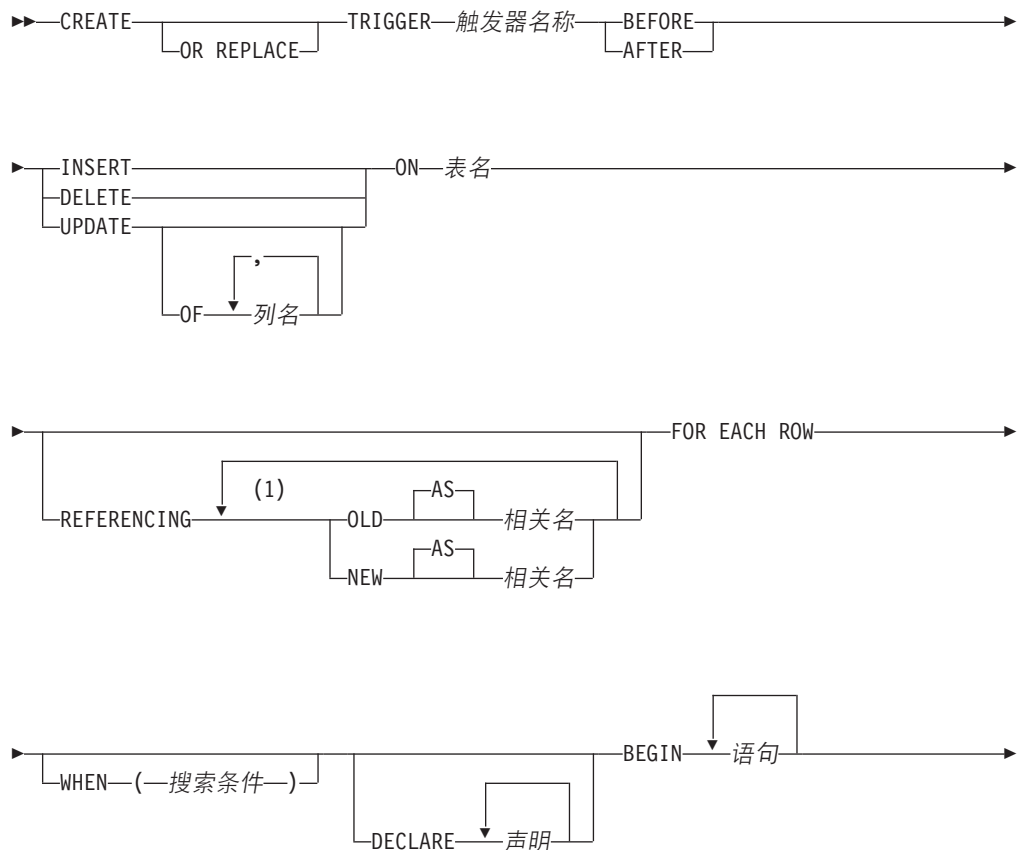 CREATE OR REPLACE TRIGGER 触发器名称 BEFORE
AFTER
INSERT ON 表名
DELETE
UPDATE
,
OF 列名
FOR EACH ROW
(1) AS
REFERENCING OLD 相关名
AS
NEW 相关名
BEGIN 语句
WHEN ( 搜索条件 )
DECLARE 声明